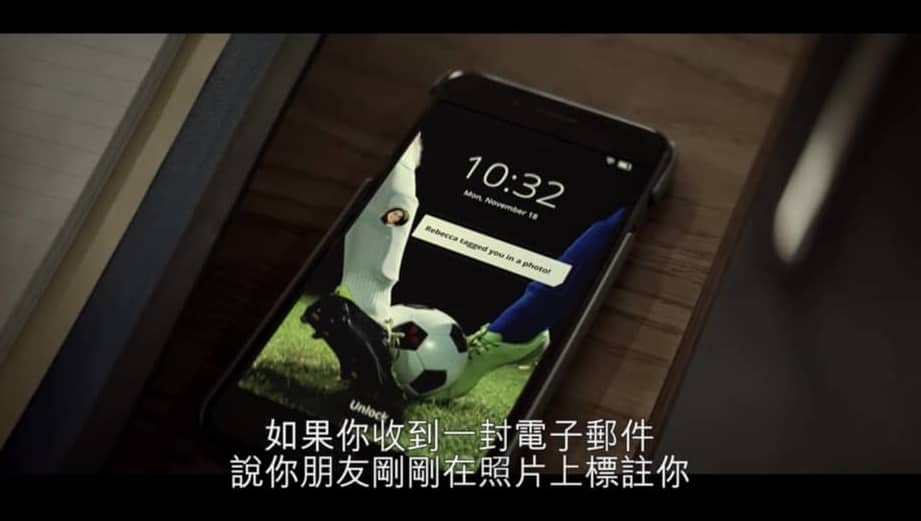 10:32
Mon, November 18
Rebecca tagged you in a photo!
Unlock
如果你收到一封電子郵件
說你朋友剛剛在照片上標註你